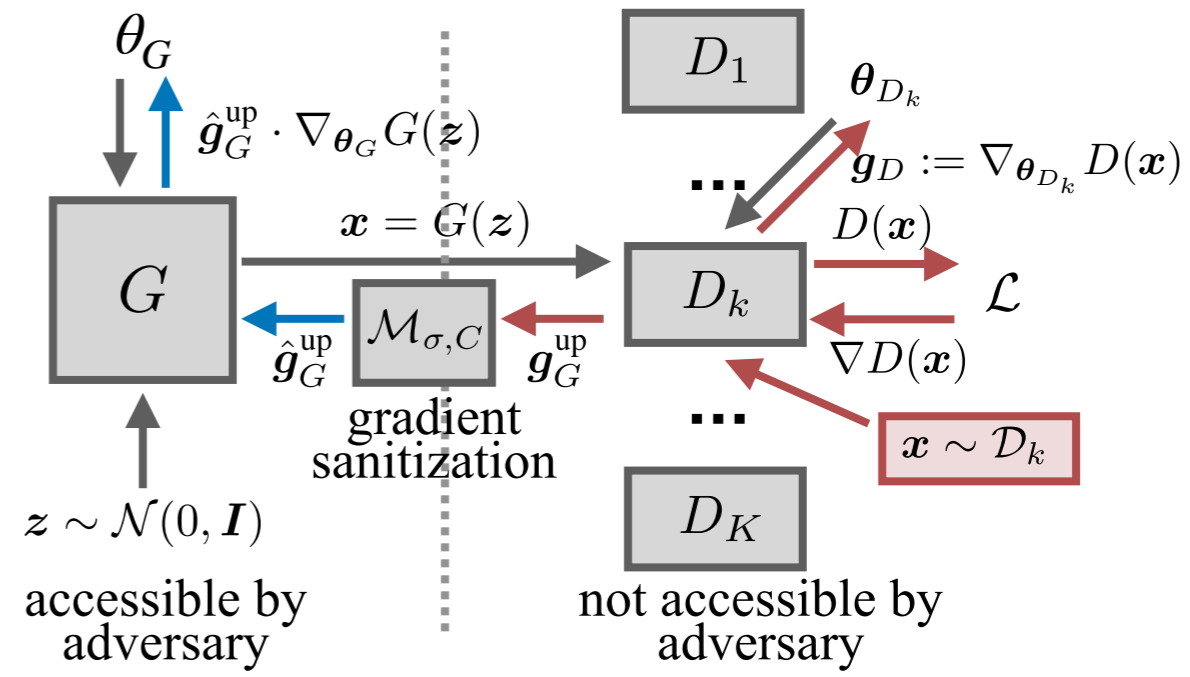 θ_G
ĝ_G^up · ∇_{θ_G} G(z)
G
x = G(z)
ĝ_G^up
M_{σ,C}
g_G^up
gradient
sanitization
z ∼ N(0, I)
accessible by
adversary
D_1
θ_{D_k}
...
g_D := ∇_{θ_{D_k}} D(x)
D(x)
D_k
L
∇D(x)
...
x ∼ D_k
D_K
not accessible by
adversary